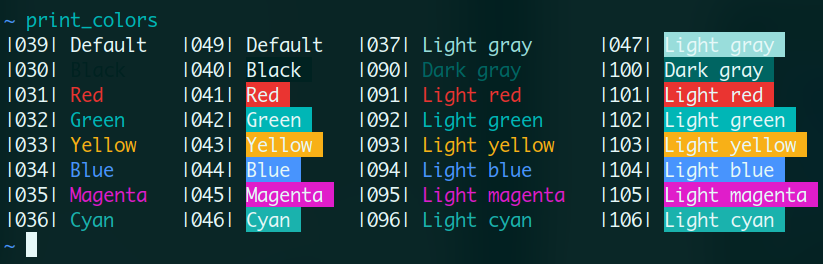 ~ print_colors
|039| Default |049| Default |037| Light gray |047| Light gray
|030| Black |040| Black |090| Dark gray |100| Dark gray
|031| Red |041| Red |091| Light red |101| Light red
|032| Green |042| Green |092| Light green |102| Light green
|033| Yellow |043| Yellow |093| Light yellow |103| Light yellow
|034| Blue |044| Blue |094| Light blue |104| Light blue
|035| Magenta |045| Magenta |095| Light magenta |105| Light magenta
|036| Cyan |046| Cyan |096| Light cyan |106| Light cyan
~